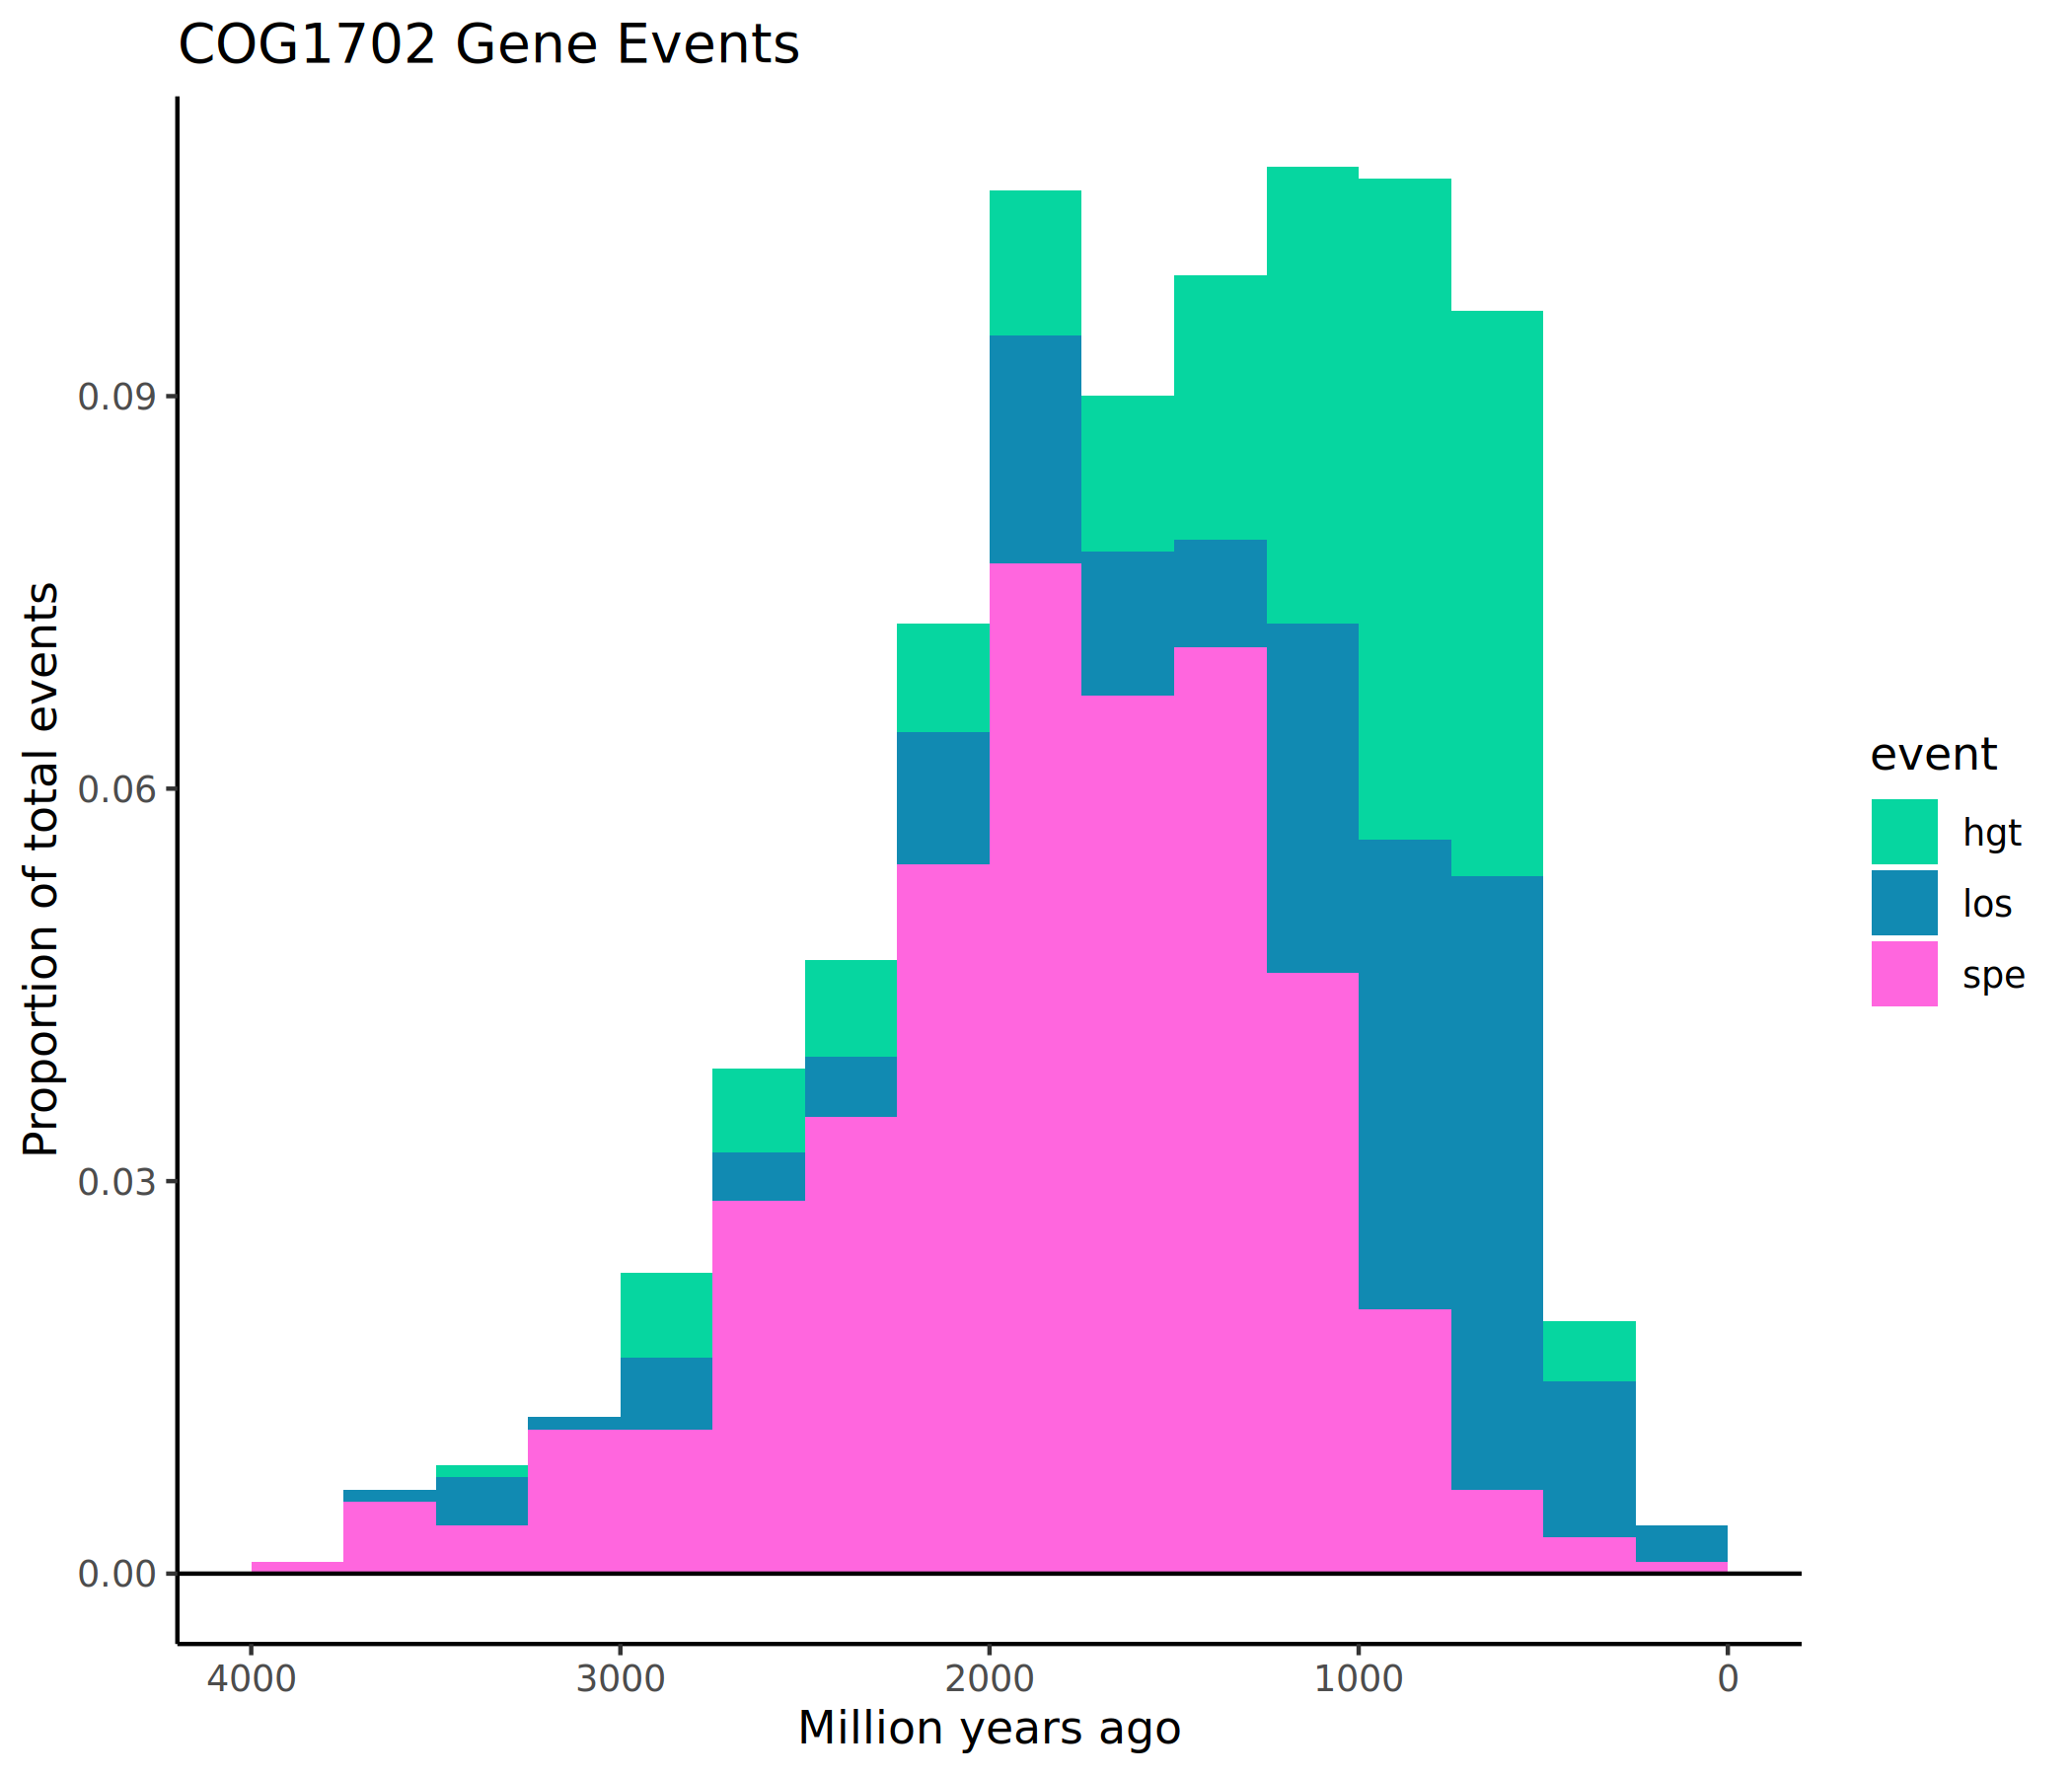 COG1702 Gene Events
Proportion of total events
0.09
0.06
0.03
0.00
4000 3000 2000 1000 0
Million years ago
event
hgt
los
spe